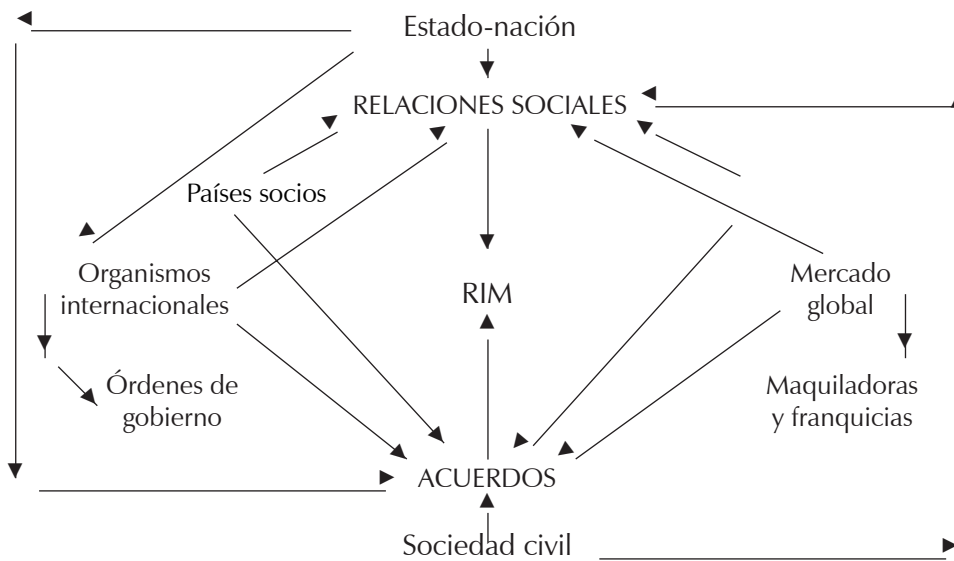 Estado-nación
RELACIONES SOCIALES
Países socios
Organismos
internacionales
RIM
Mercado
global
Órdenes de
gobierno
Maquiladoras
y franquicias
ACUERDOS
Sociedad civil